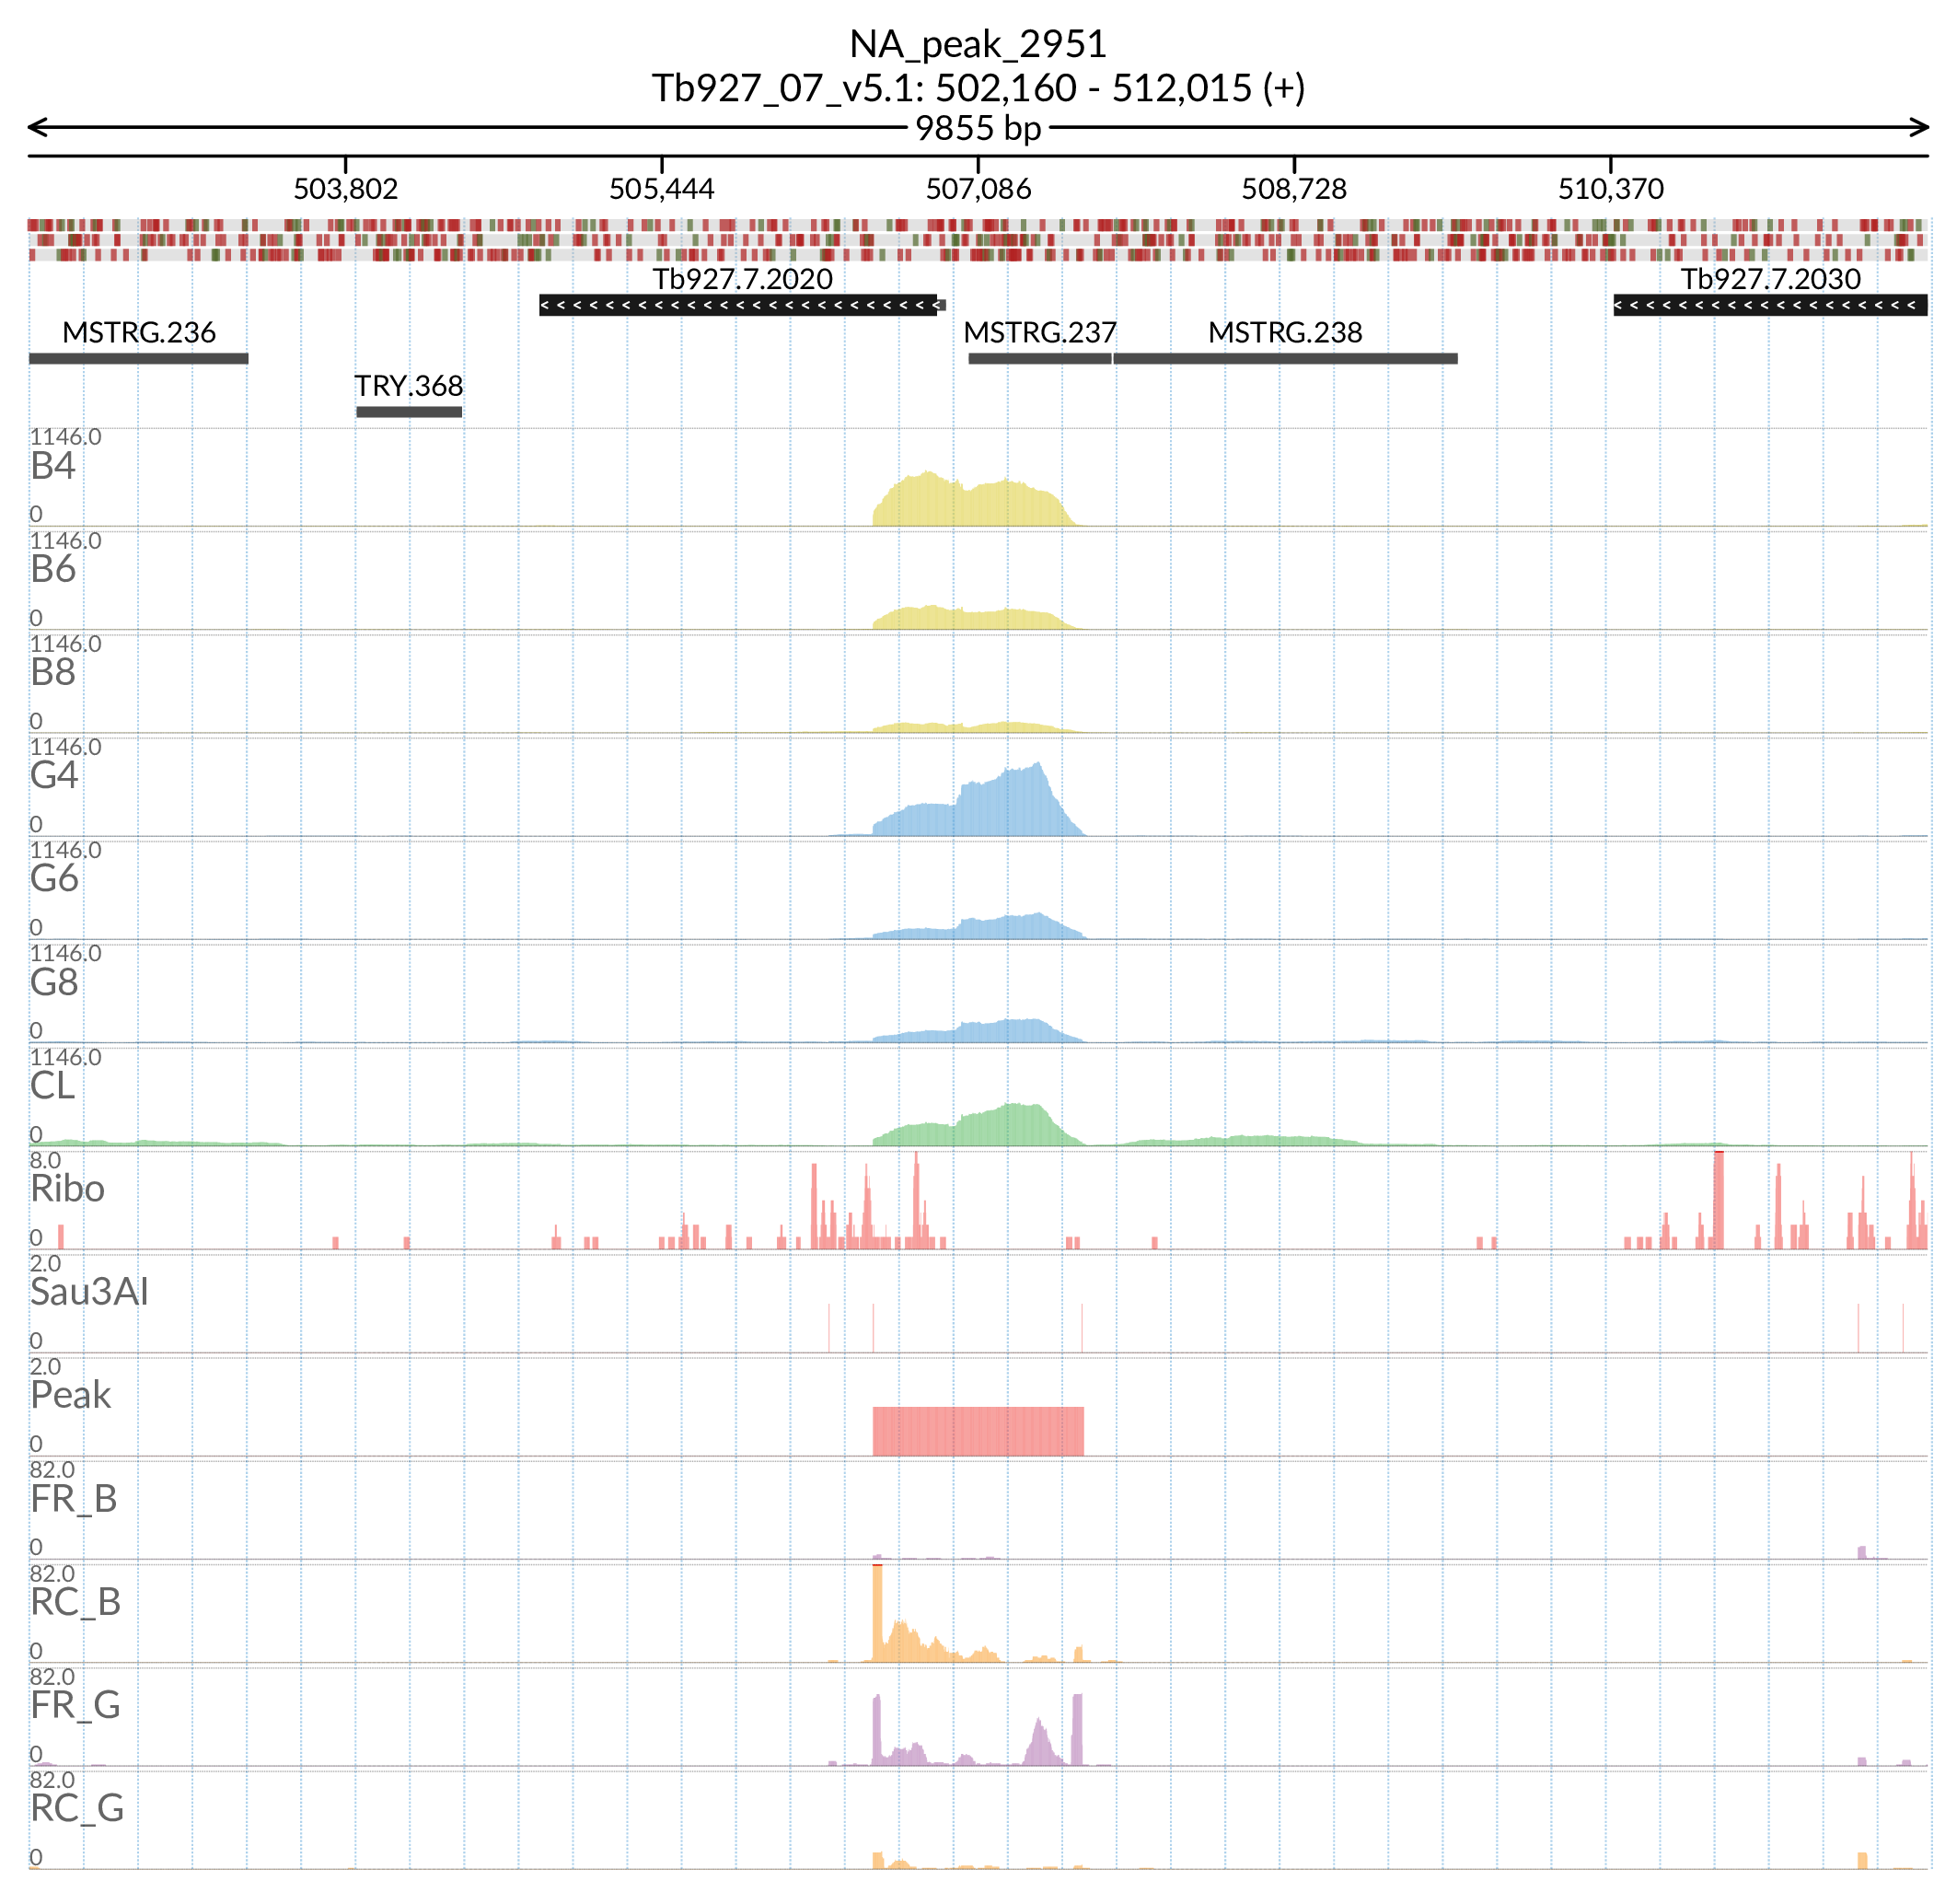 NA_peak_2951
Tb927_07_v5.1: 502,160 - 512,015 (+)
9855 bp
503,802 505,444 507,086 508,728 510,370
Tb927.7.2020 Tb927.7.2030
MSTRG.236 MSTRG.237 MSTRG.238
TRY.368
1146.0
B4
0
1146.0
B6
0
1146.0
B8
0
1146.0
G4
0
1146.0
G6
0
1146.0
G8
0
1146.0
CL
0
8.0
Ribo
0
2.0
Sau3AI
0
2.0
Peak
0
82.0
FR_B
0
82.0
RC_B
0
82.0
FR_G
0
82.0
RC_G
0